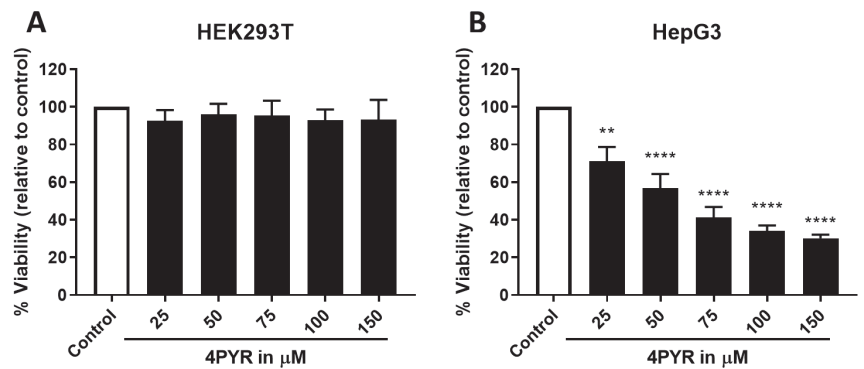 A
HEK293T
% Viability (relative to control)
120
100
80
60
40
20
0
Control
25
50
75
100
150
4PYR in μM
B
HepG3
% Viability (relative to control)
120
100
80
60
40
20
0
**
****
****
****
****
Control
25
50
75
100
150
4PYR in μM